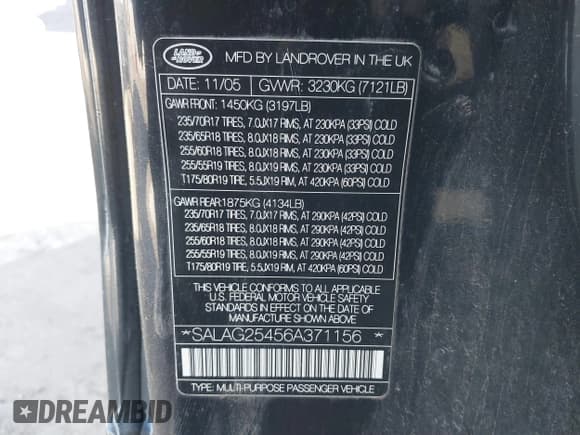 LAND
ROVER
MFD BY LANDROVER IN THE UK
DATE: 11/05 GVWR: 3230KG (7121LB)
GAWR FRONT: 1450KG (3197LB)
235/70R17 TIRES, 7.0JX17 RIMS, AT 230KPA (33PSI) COLD
235/65R18 TIRES, 8.0JX18 RIMS, AT 230KPA (33PSI) COLD
255/60R18 TIRES, 8.0JX18 RIMS, AT 230KPA (33PSI) COLD
255/55R19 TIRES, 8.0JX19 RIMS, AT 230KPA (33PSI) COLD
T175/80R19 TIRE, 5.5JX19 RIM, AT 420KPA (60PSI) COLD
GAWR REAR:1875KG (4134LB)
235/70R17 TIRES, 7.0JX17 RIMS, AT 290KPA (42PSI) COLD
235/65R18 TIRES, 8.0JX18 RIMS, AT 290KPA (42PSI) COLD
255/60R18 TIRES, 8.0JX18 RIMS, AT 290KPA (42PSI) COLD
255/55R19 TIRES, 8.0JX19 RIMS, AT 290KPA (42PSI) COLD
T175/80R19 TIRE, 5.5JX19 RIM, AT 420KPA (60PSI) COLD
THIS VEHICLE CONFORMS TO ALL APPLICABLE
U.S. FEDERAL MOTOR VEHICLE SAFETY
STANDARDS IN EFFECT ON THE DATE OF
MANUFACTURE SHOWN ABOVE
*SALAG25456A371156 *
TYPE: MULTI-PURPOSE PASSENGER VEHICLE
DREAMBID